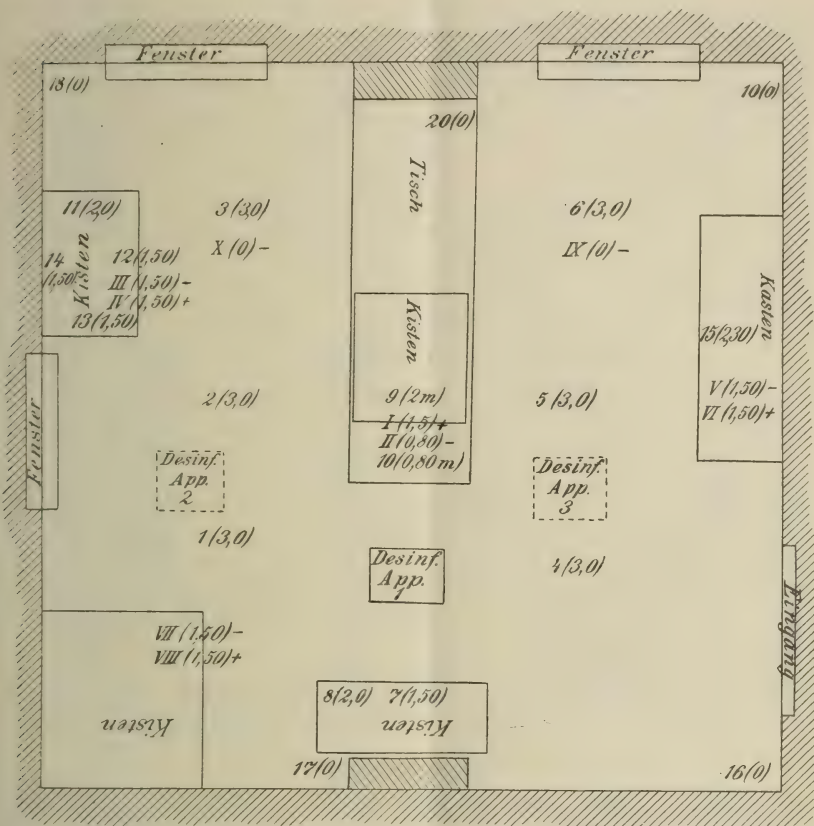 Fenster
Fenster
18(0)
10(0)
20(0)
Tisch
11(2,0)
14
(1,50)
Kisten
12(1,50)
III(1,50)-
IV(1,50)+
13(1,50)
3(3,0)
X(0)-
6(3,0)
IX(0)-
Kasten
15(2,30)
V(1,50)-
VI(1,50)+
Kisten
9(2m)
I(1,5)+
II(0,80)-
10(0,80m)
2(3,0)
5(3,0)
Fenster
Desinf.
App.
2
Desinf.
App.
3
1(3,0)
Desinf.
App.
1
4(3,0)
Eingang
VII(1,50)-
VIII(1,50)+
Kisten
8(2,0) 7(1,50)
Kisten
17(0)
16(0)